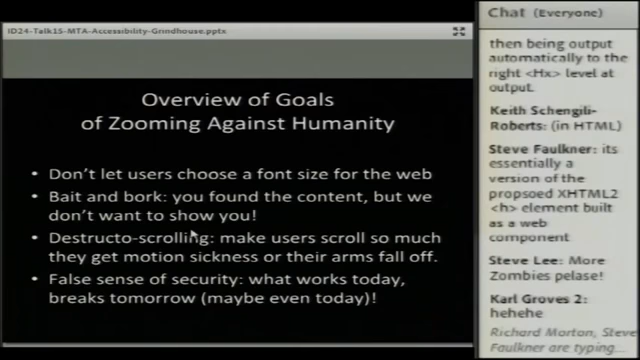 ID24-Talk15-MTA-Accessibility-Grindhouse.pptx
Overview of Goals
of Zooming Against Humanity
• Don't let users choose a font size for the web
• Bait and bork: you found the content, but we
don't want to show you!
• Destructo-scrolling: make users scroll so much
they get motion sickness or their arms fall off.
• False sense of security: what works today,
breaks tomorrow (maybe even today)!
Chat (Everyone)
then being output
automatically to the
right <Hx> level at
output.
Keith Schengili-
Roberts: (in HTML)
Steve Faulkner: its
essentially a
version of the
propsoed XHTML2
<h> element built
as a web
component
Steve Lee: More
Zombies pelase!
Karl Groves 2:
hehehe
Richard Morton, Steve
Faulkner are typing...